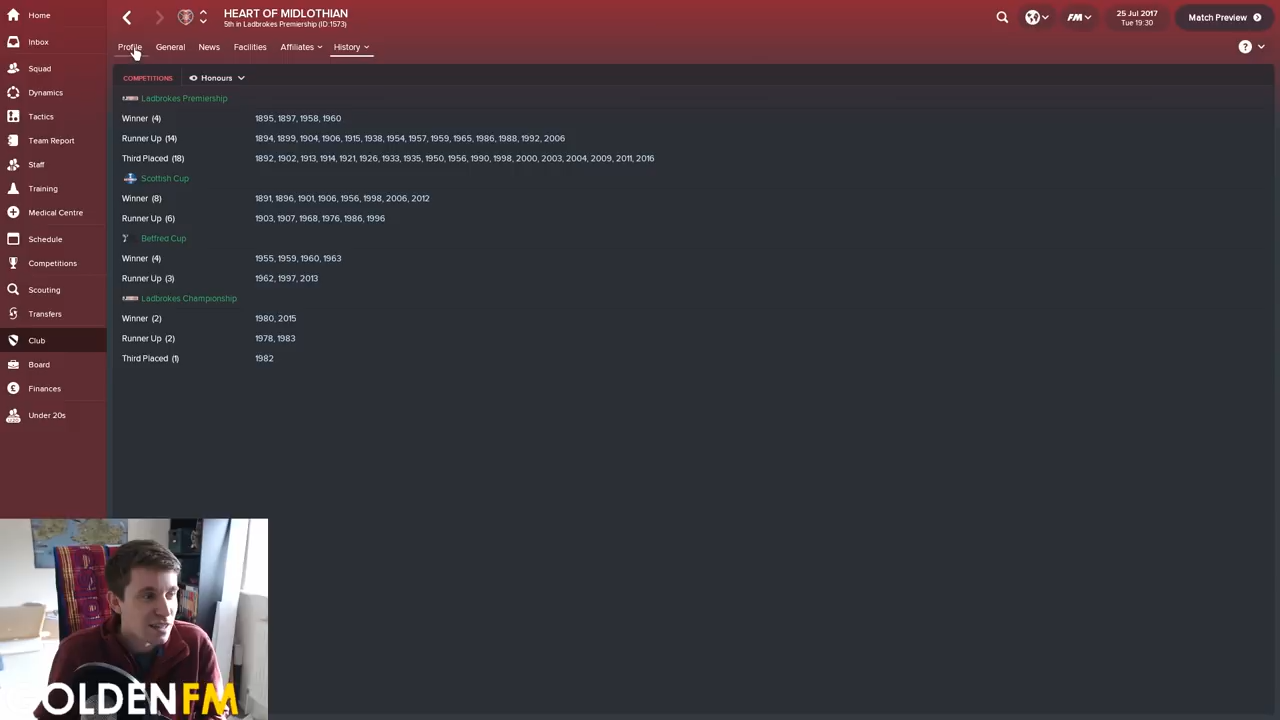 Home
Inbox
Squad
Dynamics
Tactics
Team Report
Staff
Training
Medical Centre
Schedule
Competitions
Scouting
Transfers
Club
Board
Finances
Under 20s
HEART OF MIDLOTHIAN
5th in Ladbrokes Premiership (ID:1573)
FM
25 Jul 2017
Tue 19:30
Match Preview
Profile General News Facilities Affiliates History
?
COMPETITIONS Honours
Ladbrokes Premiership
Winner (4) 1895, 1897, 1958, 1960
Runner Up (14) 1894, 1899, 1904, 1906, 1915, 1938, 1954, 1957, 1959, 1965, 1986, 1988, 1992, 2006
Third Placed (18) 1892, 1902, 1913, 1914, 1921, 1926, 1933, 1935, 1950, 1956, 1990, 1998, 2000, 2003, 2004, 2009, 2011, 2016
Scottish Cup
Winner (8) 1891, 1896, 1901, 1906, 1956, 1998, 2006, 2012
Runner Up (6) 1903, 1907, 1968, 1976, 1986, 1996
Betfred Cup
Winner (4) 1955, 1959, 1960, 1963
Runner Up (3) 1962, 1997, 2013
Ladbrokes Championship
Winner (2) 1980, 2015
Runner Up (2) 1978, 1983
Third Placed (1) 1982
GOLDENFM